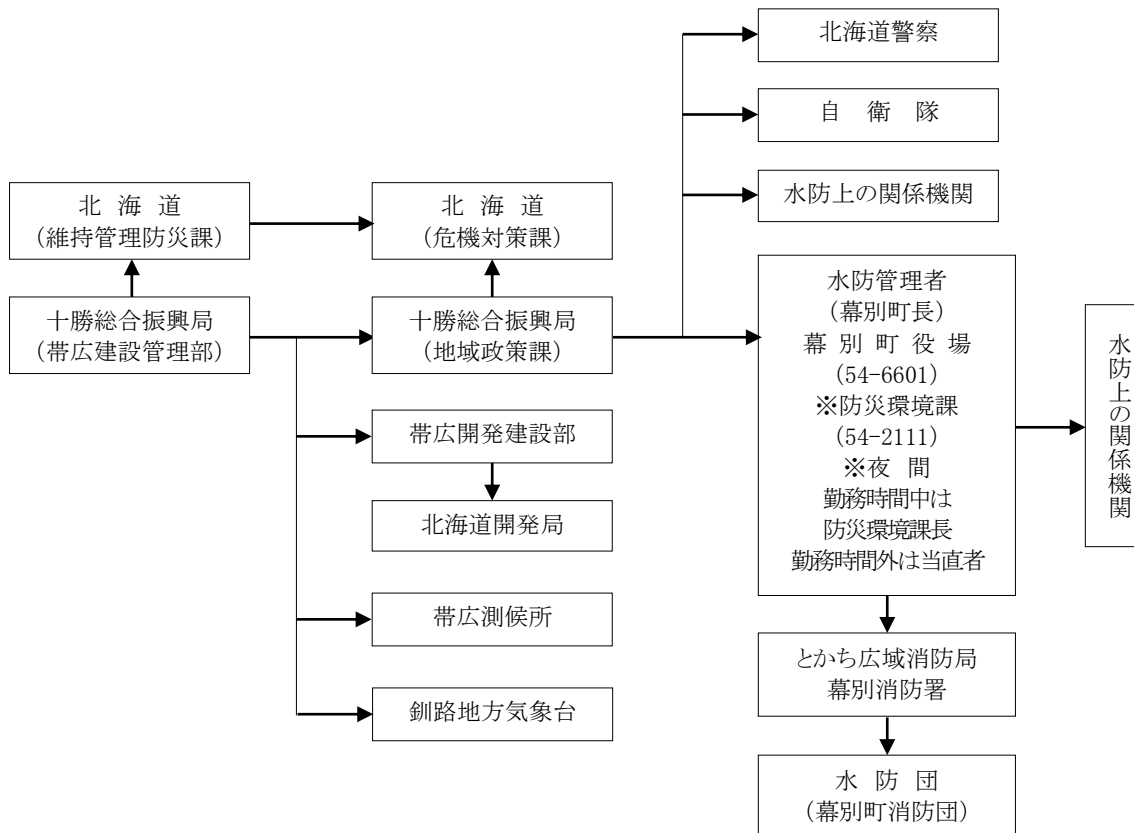 北海道警察
自　衛　隊
水防上の関係機関
北　海　道
（維持管理防災課）
北　海　道
（危機対策課）
十勝総合振興局
（帯広建設管理部）
十勝総合振興局
（地域政策課）
水防管理者
（幕別町長）
幕　別　町　役　場
(54-6601)
※防災環境課
(54-2111)
※夜　間
勤務時間中は
防災環境課長
勤務時間外は当直者
水防上の関係機関
帯広開発建設部
北海道開発局
帯広測候所
釧路地方気象台
とかち広域消防局
幕別消防署
水　防　団
（幕別町消防団）